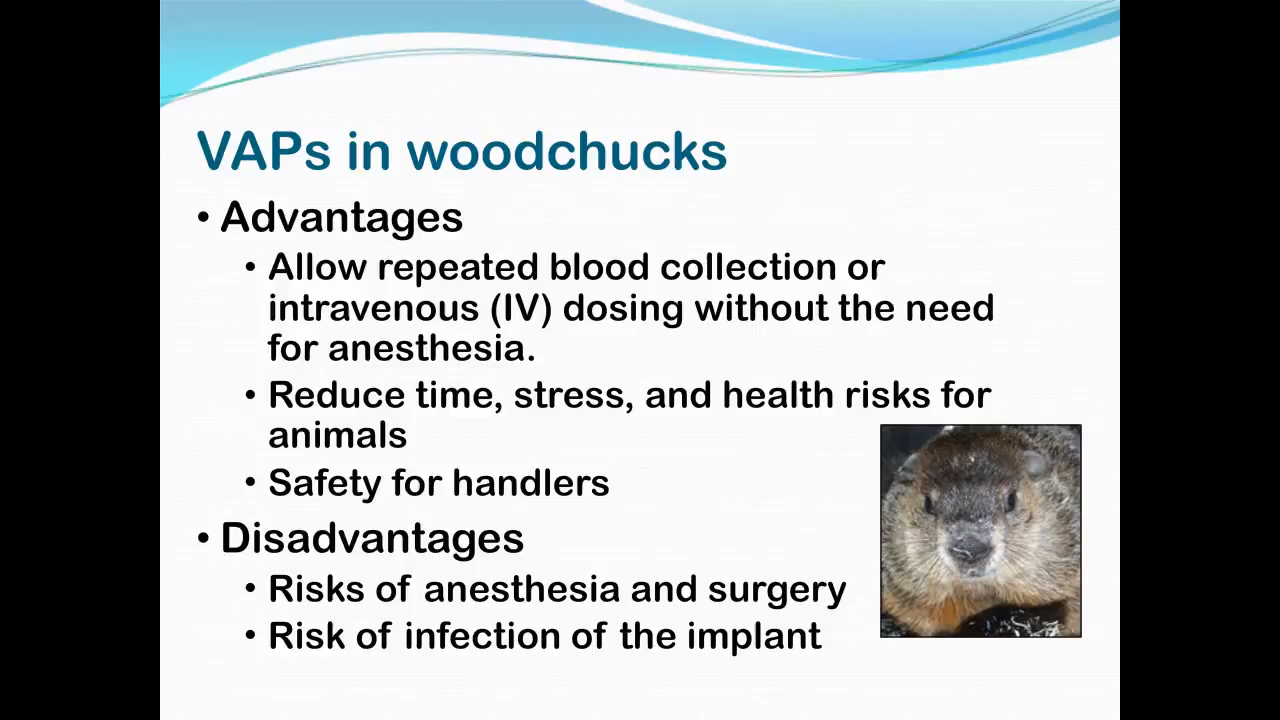 VAPs in woodchucks
• Advantages
• Allow repeated blood collection or
intravenous (IV) dosing without the need
for anesthesia.
• Reduce time, stress, and health risks for
animals
• Safety for handlers
• Disadvantages
• Risks of anesthesia and surgery
• Risk of infection of the implant